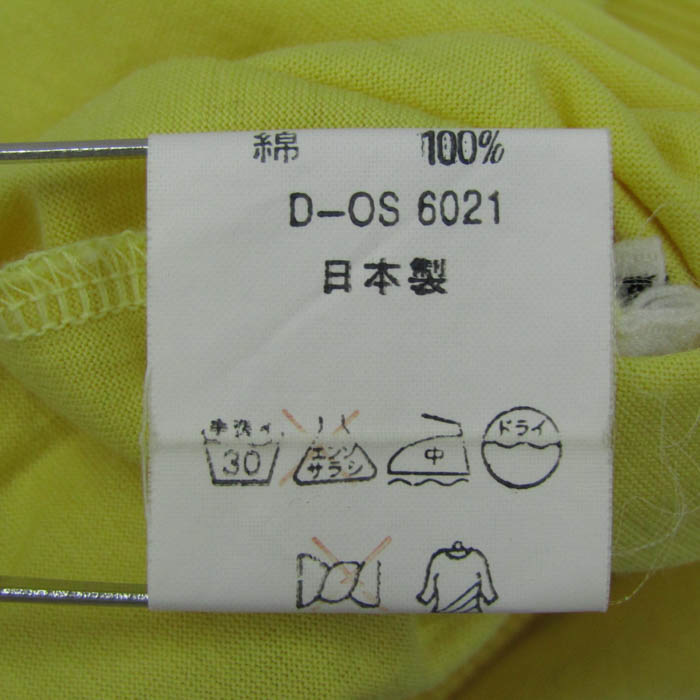 綿 100%
D-OS 6021
日本製
手洗イ
30
エンソ
サラシ
中
ドライ